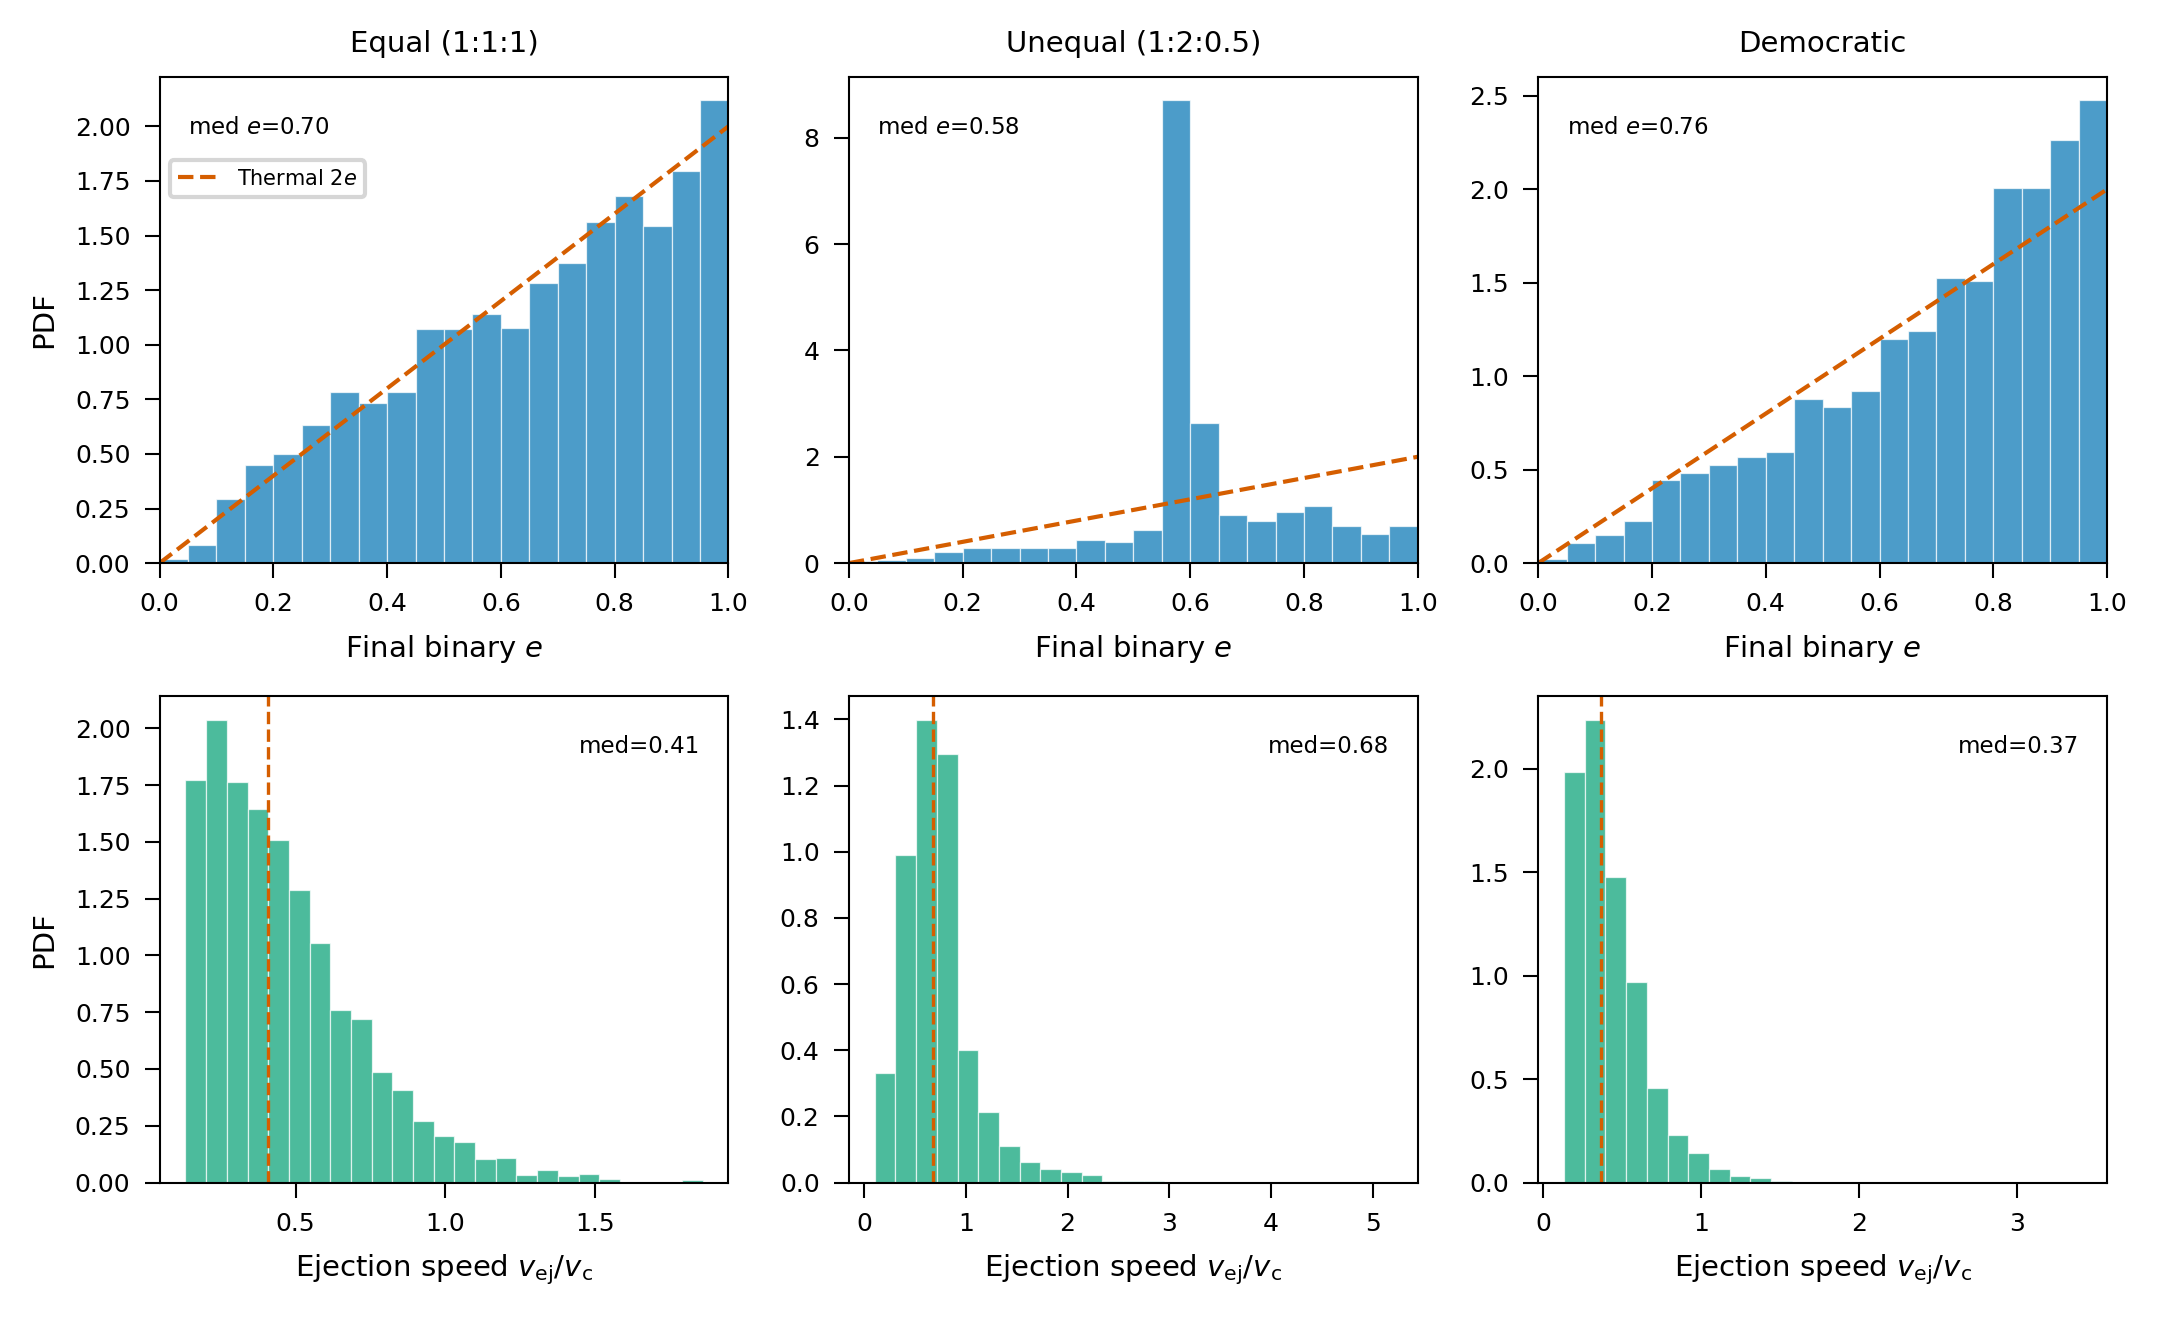 Equal (1:1:1)
Unequal (1:2:0.5)
Democratic
PDF
2.00
1.75
1.50
1.25
1.00
0.75
0.50
0.25
0.00
med e=0.70
Thermal 2e
0.0 0.2 0.4 0.6 0.8 1.0
Final binary e
8
6
4
2
0
med e=0.58
0.0 0.2 0.4 0.6 0.8 1.0
Final binary e
2.5
2.0
1.5
1.0
0.5
0.0
med e=0.76
0.0 0.2 0.4 0.6 0.8 1.0
Final binary e
PDF
2.00
1.75
1.50
1.25
1.00
0.75
0.50
0.25
0.00
med=0.41
0.5 1.0 1.5
Ejection speed vej/vc
1.4
1.2
1.0
0.8
0.6
0.4
0.2
0.0
med=0.68
0 1 2 3 4 5
Ejection speed vej/vc
2.0
1.5
1.0
0.5
0.0
med=0.37
0 1 2 3
Ejection speed vej/vc